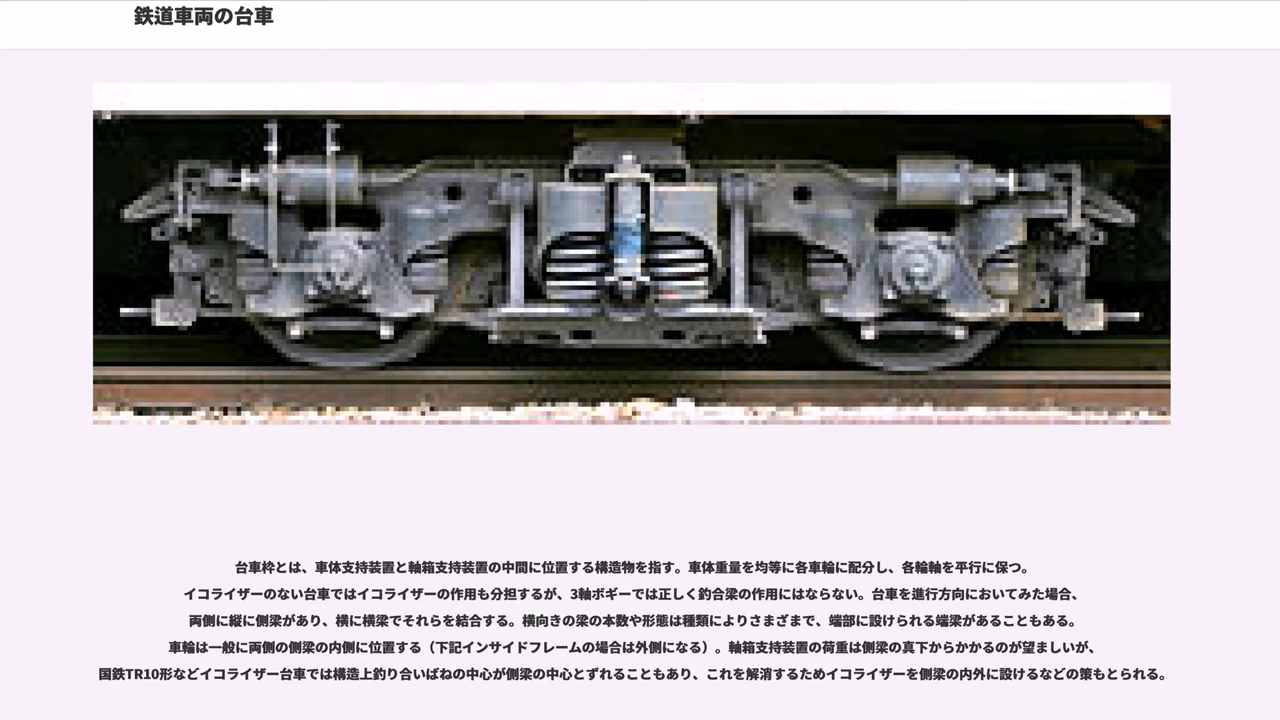 鉄道車両の台車
台車枠とは、車体支持装置と軸箱支持装置の中間に位置する構造物を指す。車体重量を均等に各車輪に配分し、各輪軸を平行に保つ。
イコライザーのない台車ではイコライザーの作用も分担するが、3軸ボギーでは正しく釣合梁の作用にはならない。台車を進行方向においてみた場合、
両側に縦に側梁があり、横に横梁でそれらを結合する。横向きの梁の本数や形態は種類によりさまざまで、端部に設けられる端梁があることもある。
車輪は一般に両側の側梁の内側に位置する（下記インサイドフレームの場合は外側になる）。軸箱支持装置の荷重は側梁の真下からかかるのが望ましいが、
国鉄TR10形などイコライザー台車では構造上釣り合いばねの中心が側梁の中心とずれることもあり、これを解消するためイコライザーを側梁の内外に設けるなどの策もとられる。